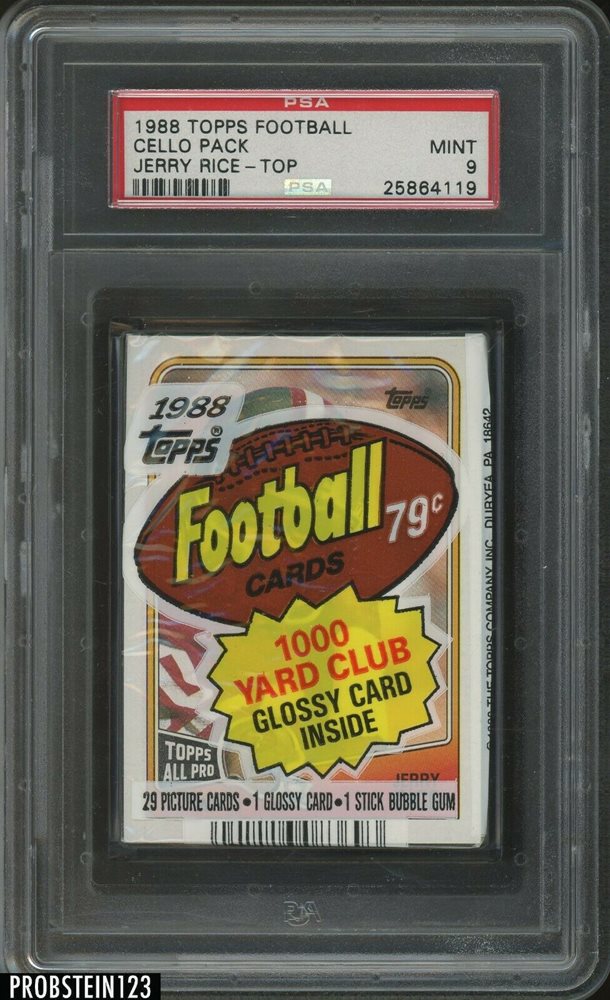 PSA
1988 TOPPS FOOTBALL
CELLO PACK MINT
JERRY RICE - TOP 9
PSA 25864119
1988
topps®
topps
Football 79¢
CARDS
1000
YARD CLUB
GLOSSY CARD
INSIDE
TOPPS
ALL PRO
JERRY
29 PICTURE CARDS • 1 GLOSSY CARD • 1 STICK BUBBLE GUM
©1988 THE TOPPS COMPANY, INC., DURYEA, PA 18642
PSA
PROBSTEIN123